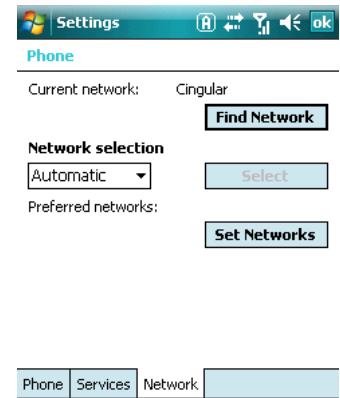 Settings
A
ok
Phone
Current network: Cingular
Find Network
Network selection
Automatic
Select
Preferred networks:
Set Networks
Phone Services Network